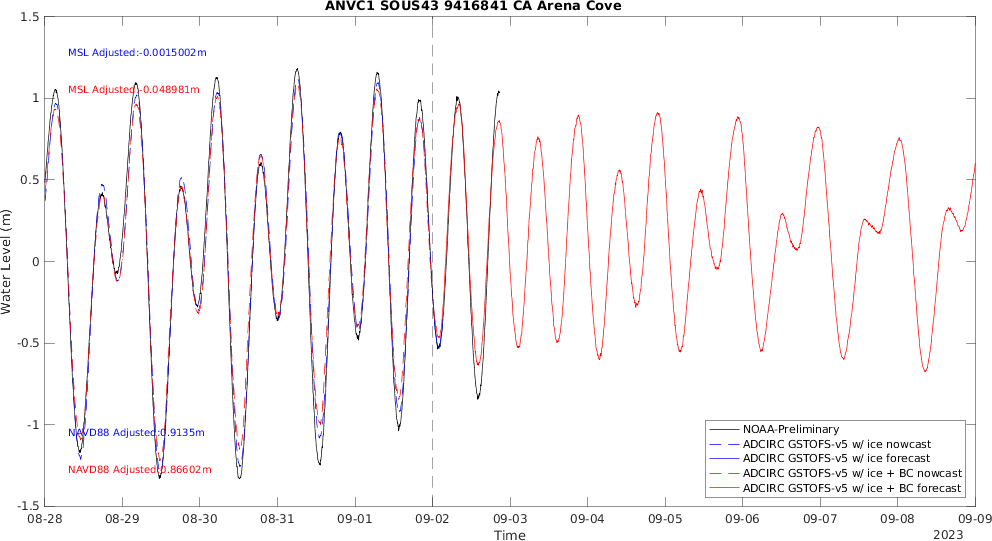 ANVC1 SOUS43 9416841 CA Arena Cove
1.5
1
0.5
0
-0.5
-1
-1.5
Water Level (m)
MSL Adjusted:-0.0015002m
MSL Adjusted:-0.048981m
NAVD88 Adjusted:0.9135m
NAVD88 Adjusted:0.86602m
NOAA-Preliminary
ADCIRC GSTOFS-v5 w/ ice nowcast
ADCIRC GSTOFS-v5 w/ ice forecast
ADCIRC GSTOFS-v5 w/ ice + BC nowcast
ADCIRC GSTOFS-v5 w/ ice + BC forecast
08-28 08-29 08-30 08-31 09-01 09-02 09-03 09-04 09-05 09-06 09-07 09-08 09-09
Time
2023